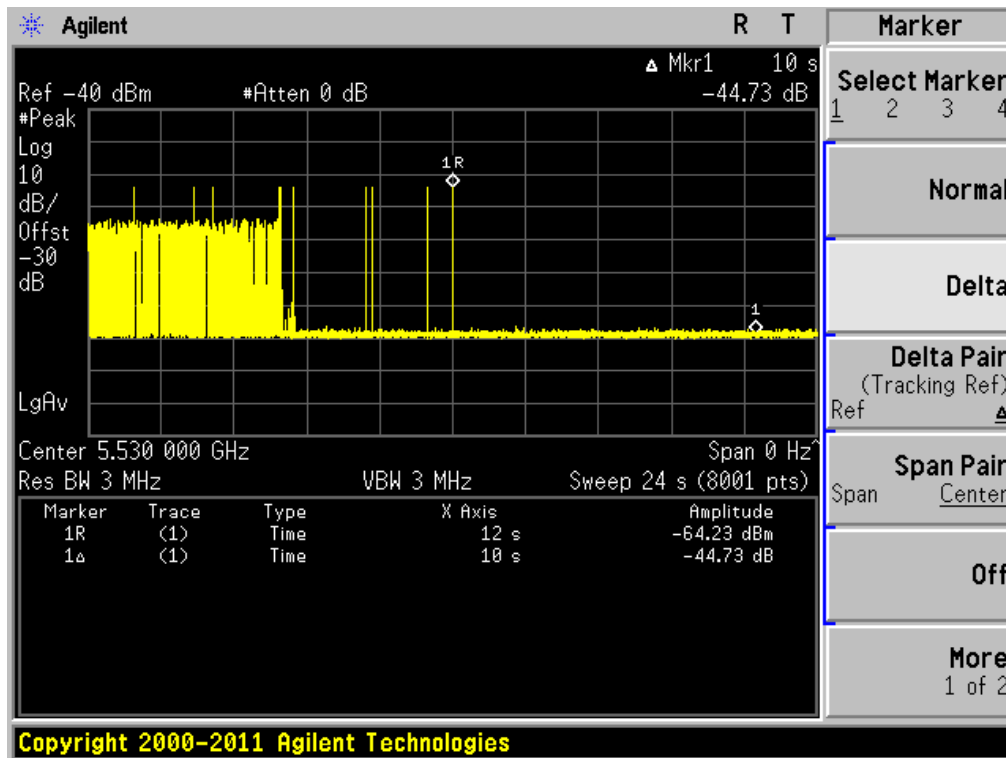 Agilent R T Marker
Δ Mkr1 10 s
Ref -40 dBm #Atten 0 dB -44.73 dB
#Peak
Log
10
dB/
Offst
-30
dB
1R
1
LgAv
Center 5.530 000 GHz Span 0 Hz^
Res BW 3 MHz VBW 3 MHz Sweep 24 s (8001 pts)
Marker Trace Type X Axis Amplitude
1R (1) Time 12 s -64.23 dBm
1Δ (1) Time 10 s -44.73 dB
Select Marker
1 2 3 4
Normal
Delta
Delta Pair
(Tracking Ref)
Ref Δ
Span Pair
Span Center
Off
More
1 of 2
Copyright 2000-2011 Agilent Technologies